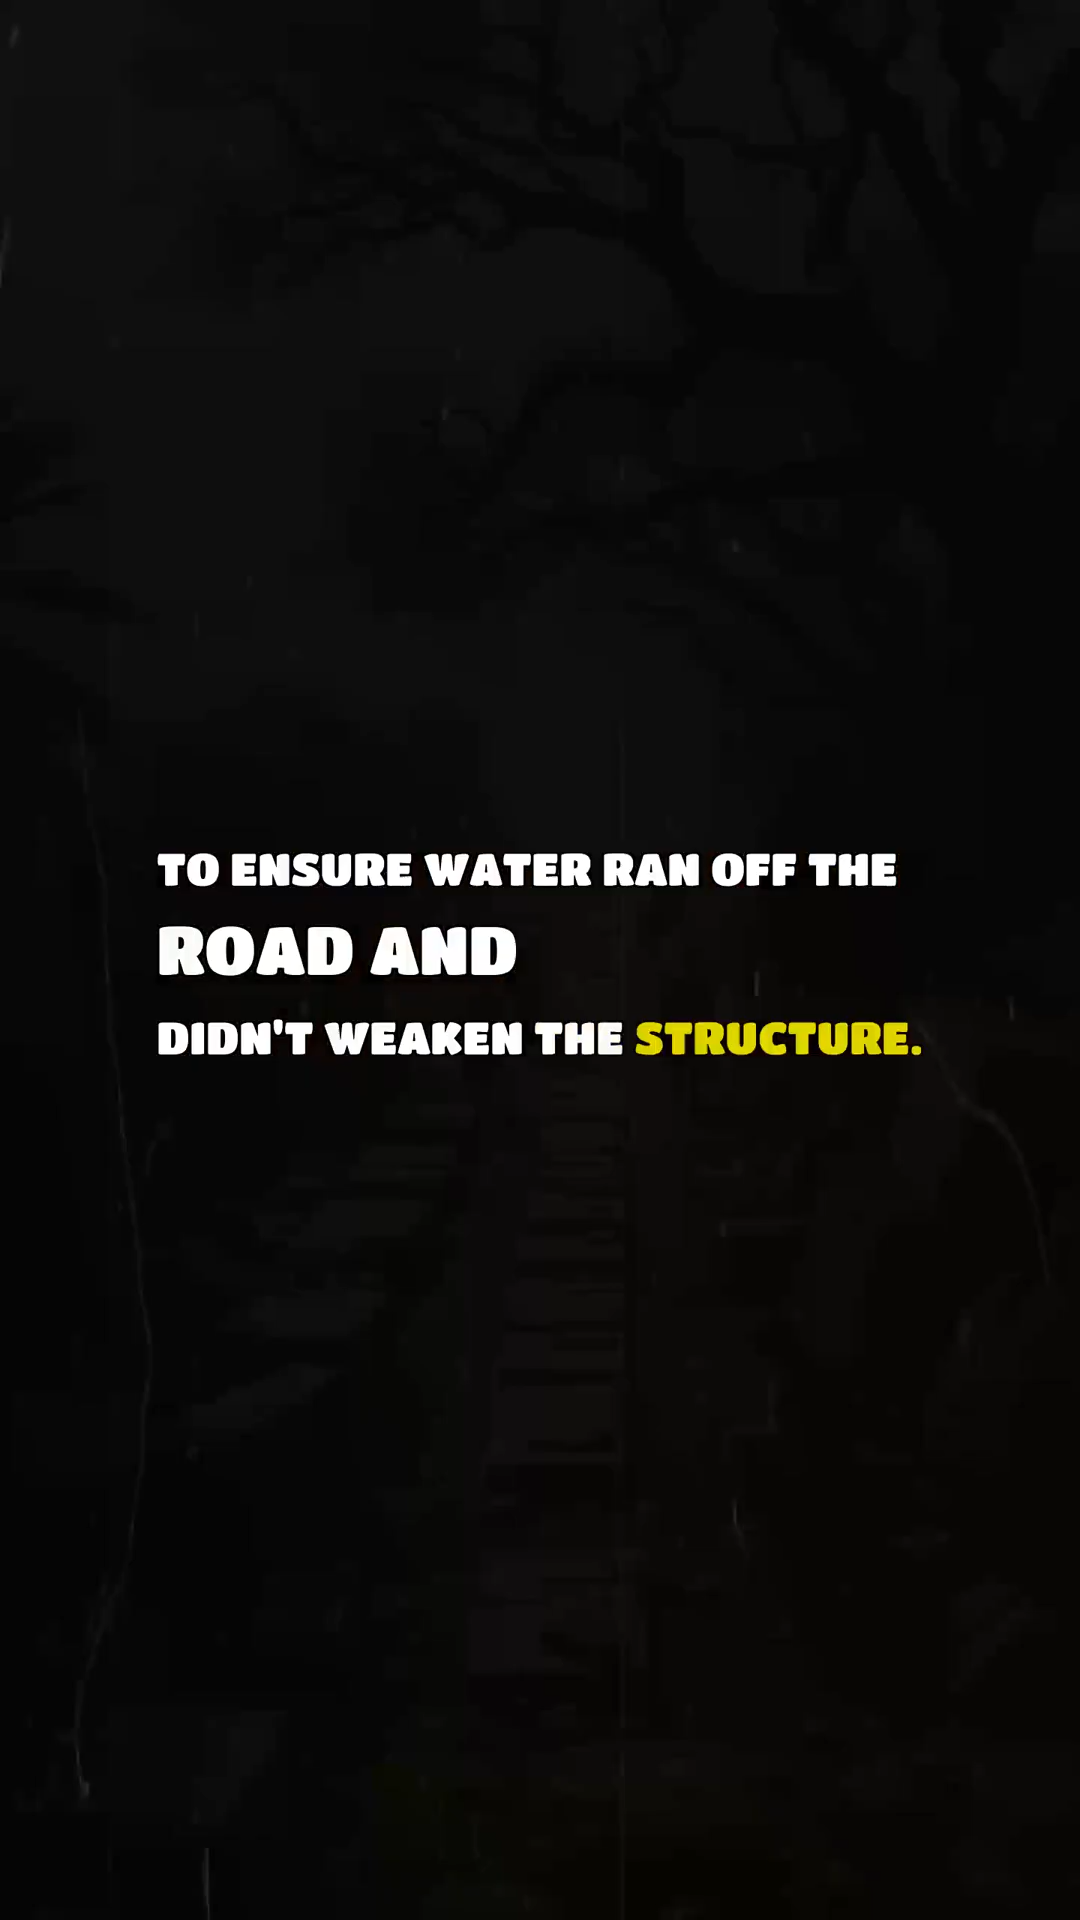 TO ENSURE WATER RAN OFF THE
ROAD AND
DIDN'T WEAKEN THE STRUCTURE.